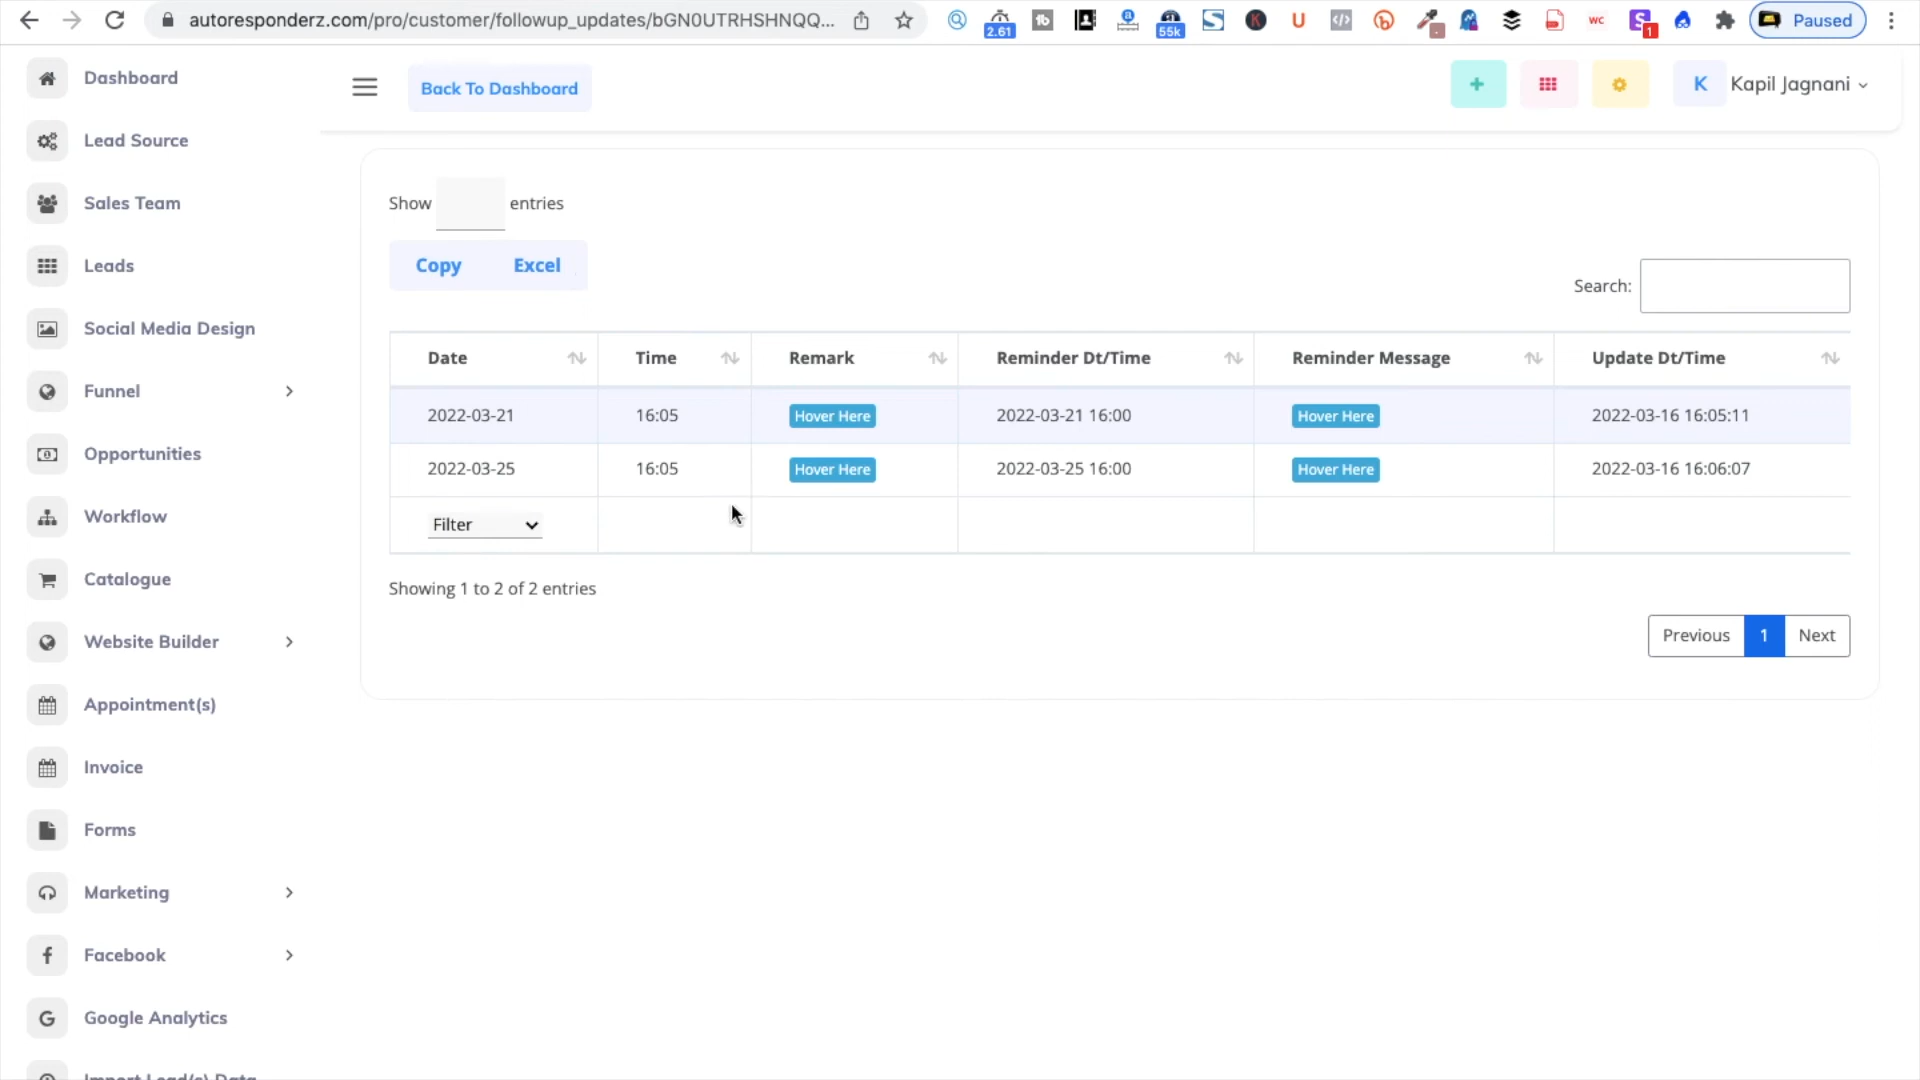 autoresponderz.com/pro/customer/followup_updates/bGN0UTRHSHNQQ...
2.61
55k
WC
1
Paused
Dashboard
Lead Source
Sales Team
Leads
Social Media Design
Funnel
Opportunities
Workflow
Catalogue
Website Builder
Appointment(s)
Invoice
Forms
Marketing
Facebook
Google Analytics
Import Lead(s) Data
Back To Dashboard
K Kapil Jagnani
Show entries
Copy Excel
Search:
Date Time Remark Reminder Dt/Time Reminder Message Update Dt/Time
2022-03-21 16:05 Hover Here 2022-03-21 16:00 Hover Here 2022-03-16 16:05:11
2022-03-25 16:05 Hover Here 2022-03-25 16:00 Hover Here 2022-03-16 16:06:07
Filter
Showing 1 to 2 of 2 entries
Previous 1 Next